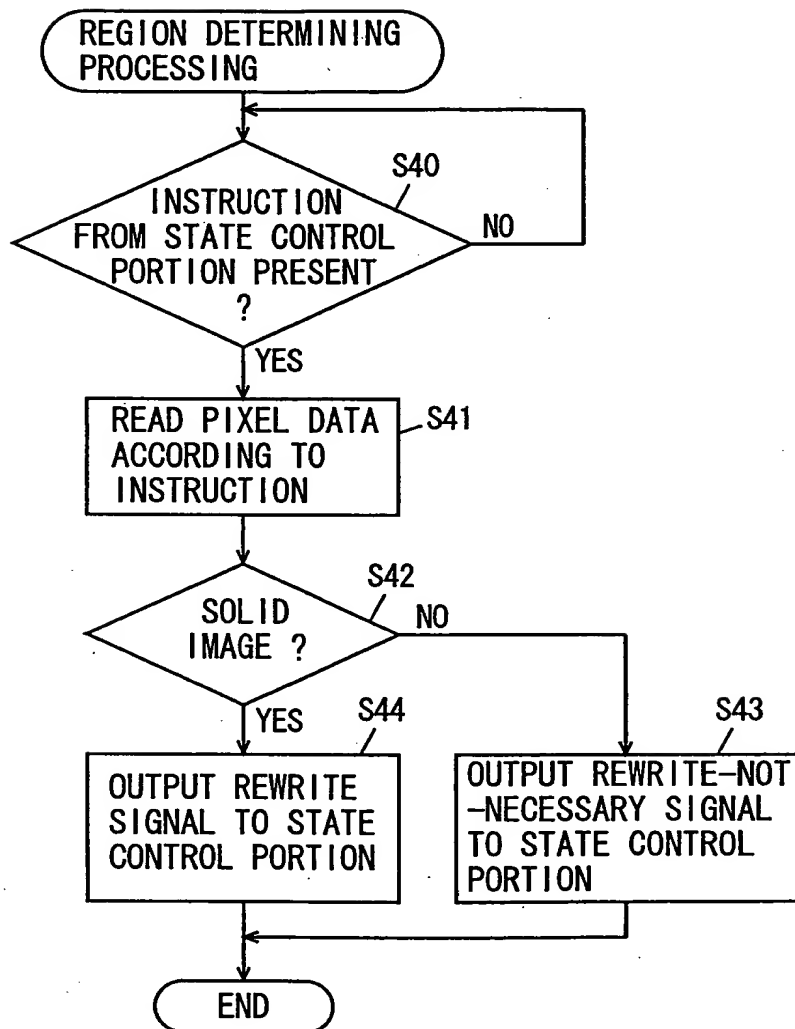 REGION DETERMINING
PROCESSING
S40
INSTRUCTION
FROM STATE CONTROL
PORTION PRESENT
?
NO
YES
READ PIXEL DATA
ACCORDING TO
INSTRUCTION
S41
S42
SOLID
IMAGE ?
NO
YES
S44
OUTPUT REWRITE
SIGNAL TO STATE
CONTROL PORTION
S43
OUTPUT REWRITE-NOT
-NECESSARY SIGNAL
TO STATE CONTROL
PORTION
END